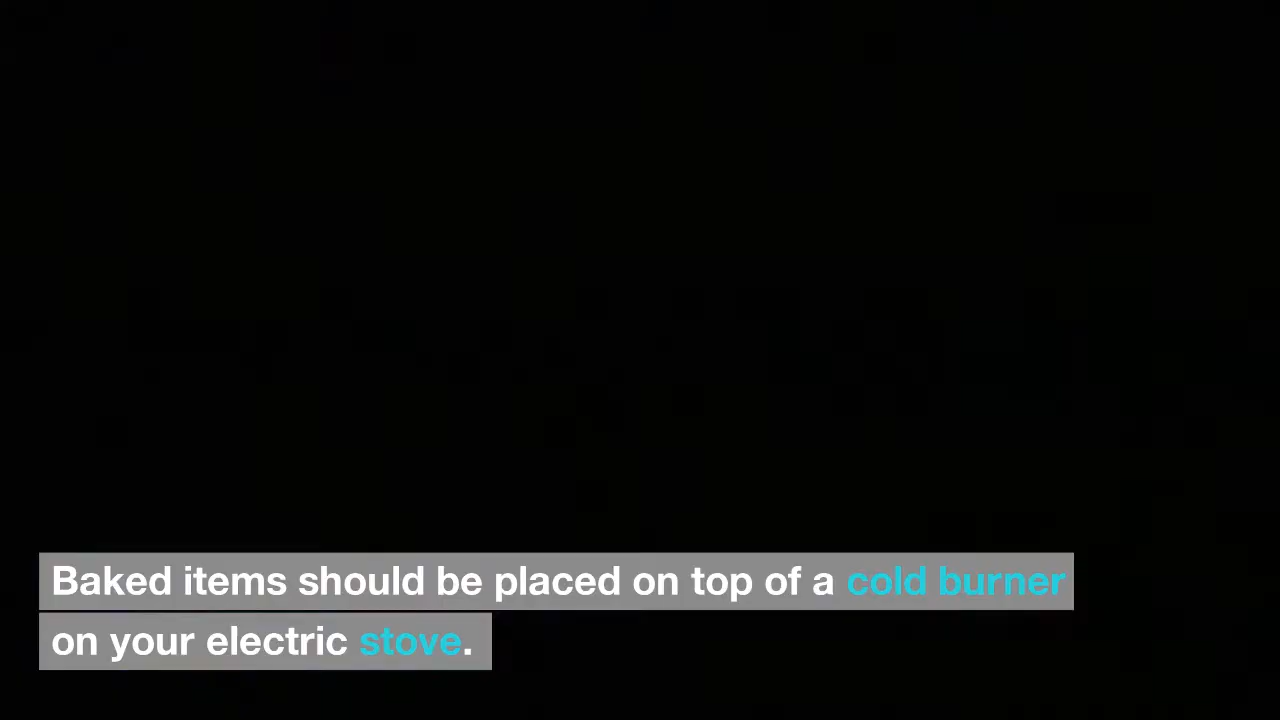 Baked items should be placed on top of a cold burner
on your electric stove.